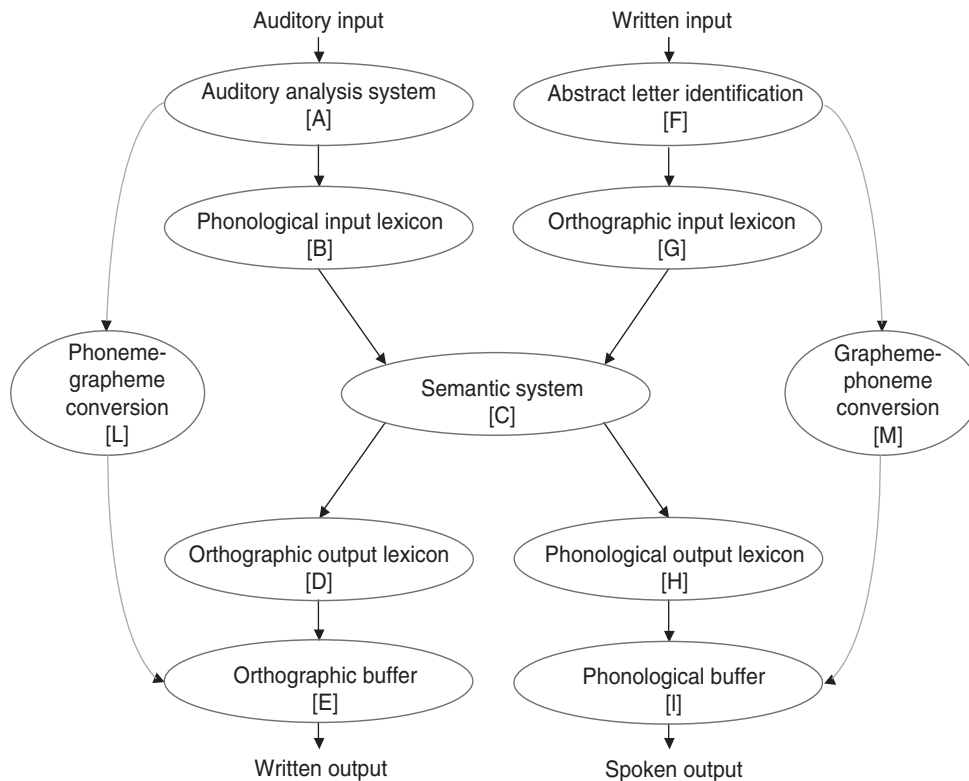 Auditory input
Written input
Auditory analysis system
[A]
Abstract letter identification
[F]
Phonological input lexicon
[B]
Orthographic input lexicon
[G]
Phoneme-
grapheme
conversion
[L]
Semantic system
[C]
Grapheme-
phoneme
conversion
[M]
Orthographic output lexicon
[D]
Phonological output lexicon
[H]
Orthographic buffer
[E]
Phonological buffer
[I]
Written output
Spoken output